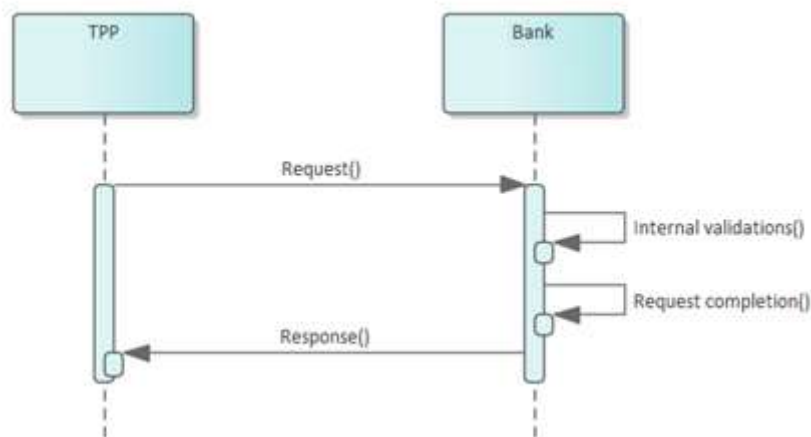 TPP
Bank
Request()
Internal validations()
Request completion()
Response()